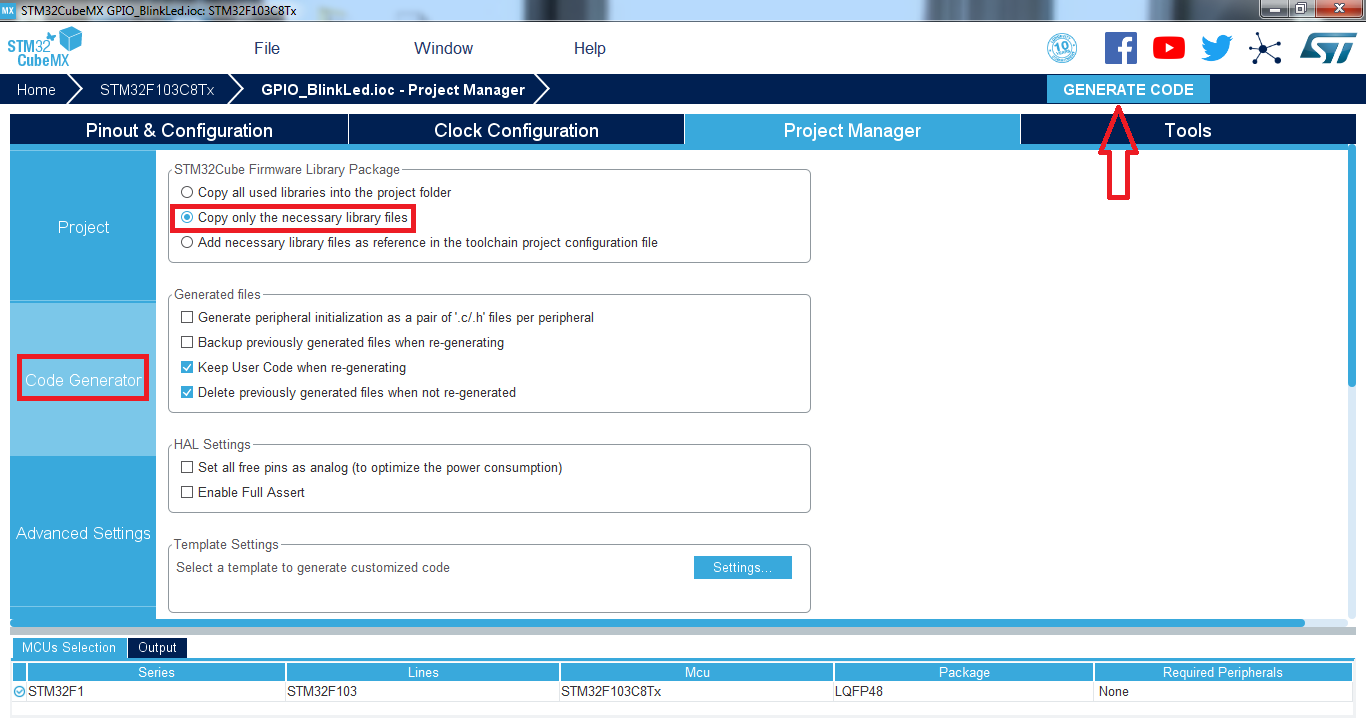 MX STM32CubeMX GPIO_BlinkLed.ioc: STM32F103C8Tx
STM32
CubeMX
File Window Help
10
ST
Home STM32F103C8Tx GPIO_BlinkLed.ioc - Project Manager GENERATE CODE
Pinout & Configuration Clock Configuration Project Manager Tools
Project
Code Generator
Advanced Settings
STM32Cube Firmware Library Package
Copy all used libraries into the project folder
Copy only the necessary library files
Add necessary library files as reference in the toolchain project configuration file
Generated files
Generate peripheral initialization as a pair of '.c/.h' files per peripheral
Backup previously generated files when re-generating
Keep User Code when re-generating
Delete previously generated files when not re-generated
HAL Settings
Set all free pins as analog (to optimize the power consumption)
Enable Full Assert
Template Settings
Select a template to generate customized code Settings...
MCUs Selection Output
Series Lines Mcu Package Required Peripherals
STM32F1 STM32F103 STM32F103C8Tx LQFP48 None